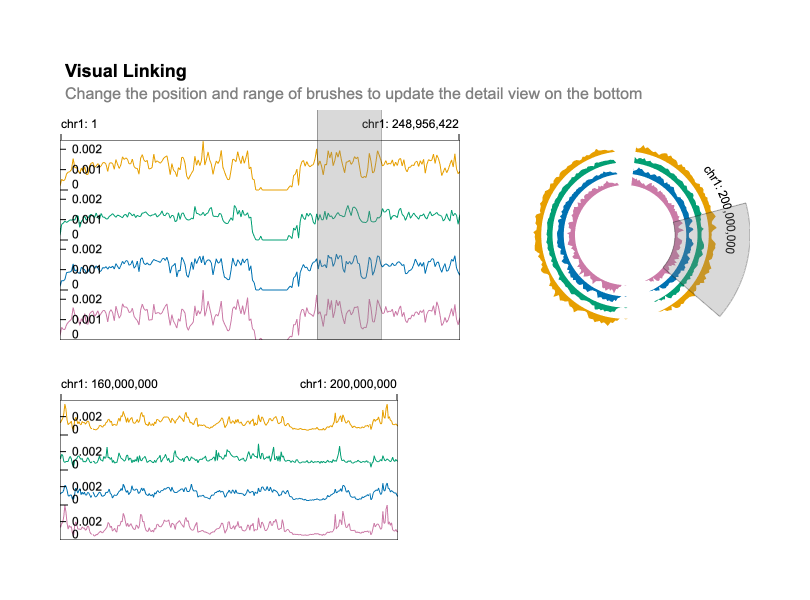 Visual Linking
Change the position and range of brushes to update the detail view on the bottom
chr1: 1
chr1: 248,956,422
0.002
0.001
0
0.002
0.001
0
0.002
0.001
0
0.002
0.001
0
chr1: 200,000,000
chr1: 160,000,000
chr1: 200,000,000
0.002
0
0.002
0
0.002
0
0.002
0